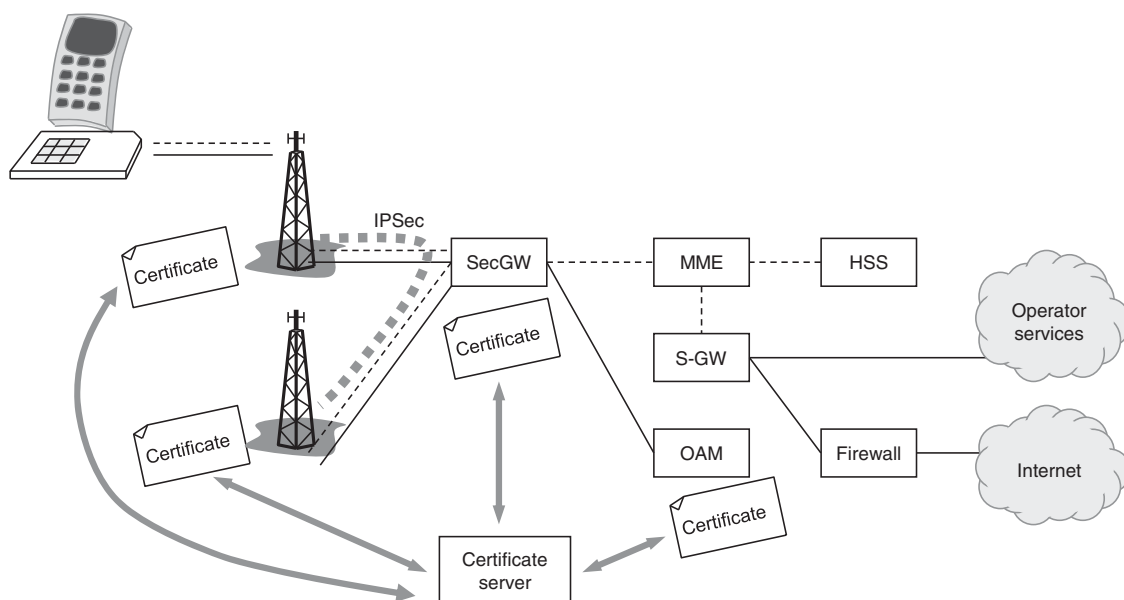 IPSec
Certificate
SecGW
MME
HSS
Operator
services
Certificate
S-GW
Certificate
OAM
Firewall
Internet
Certificate
Certificate
server